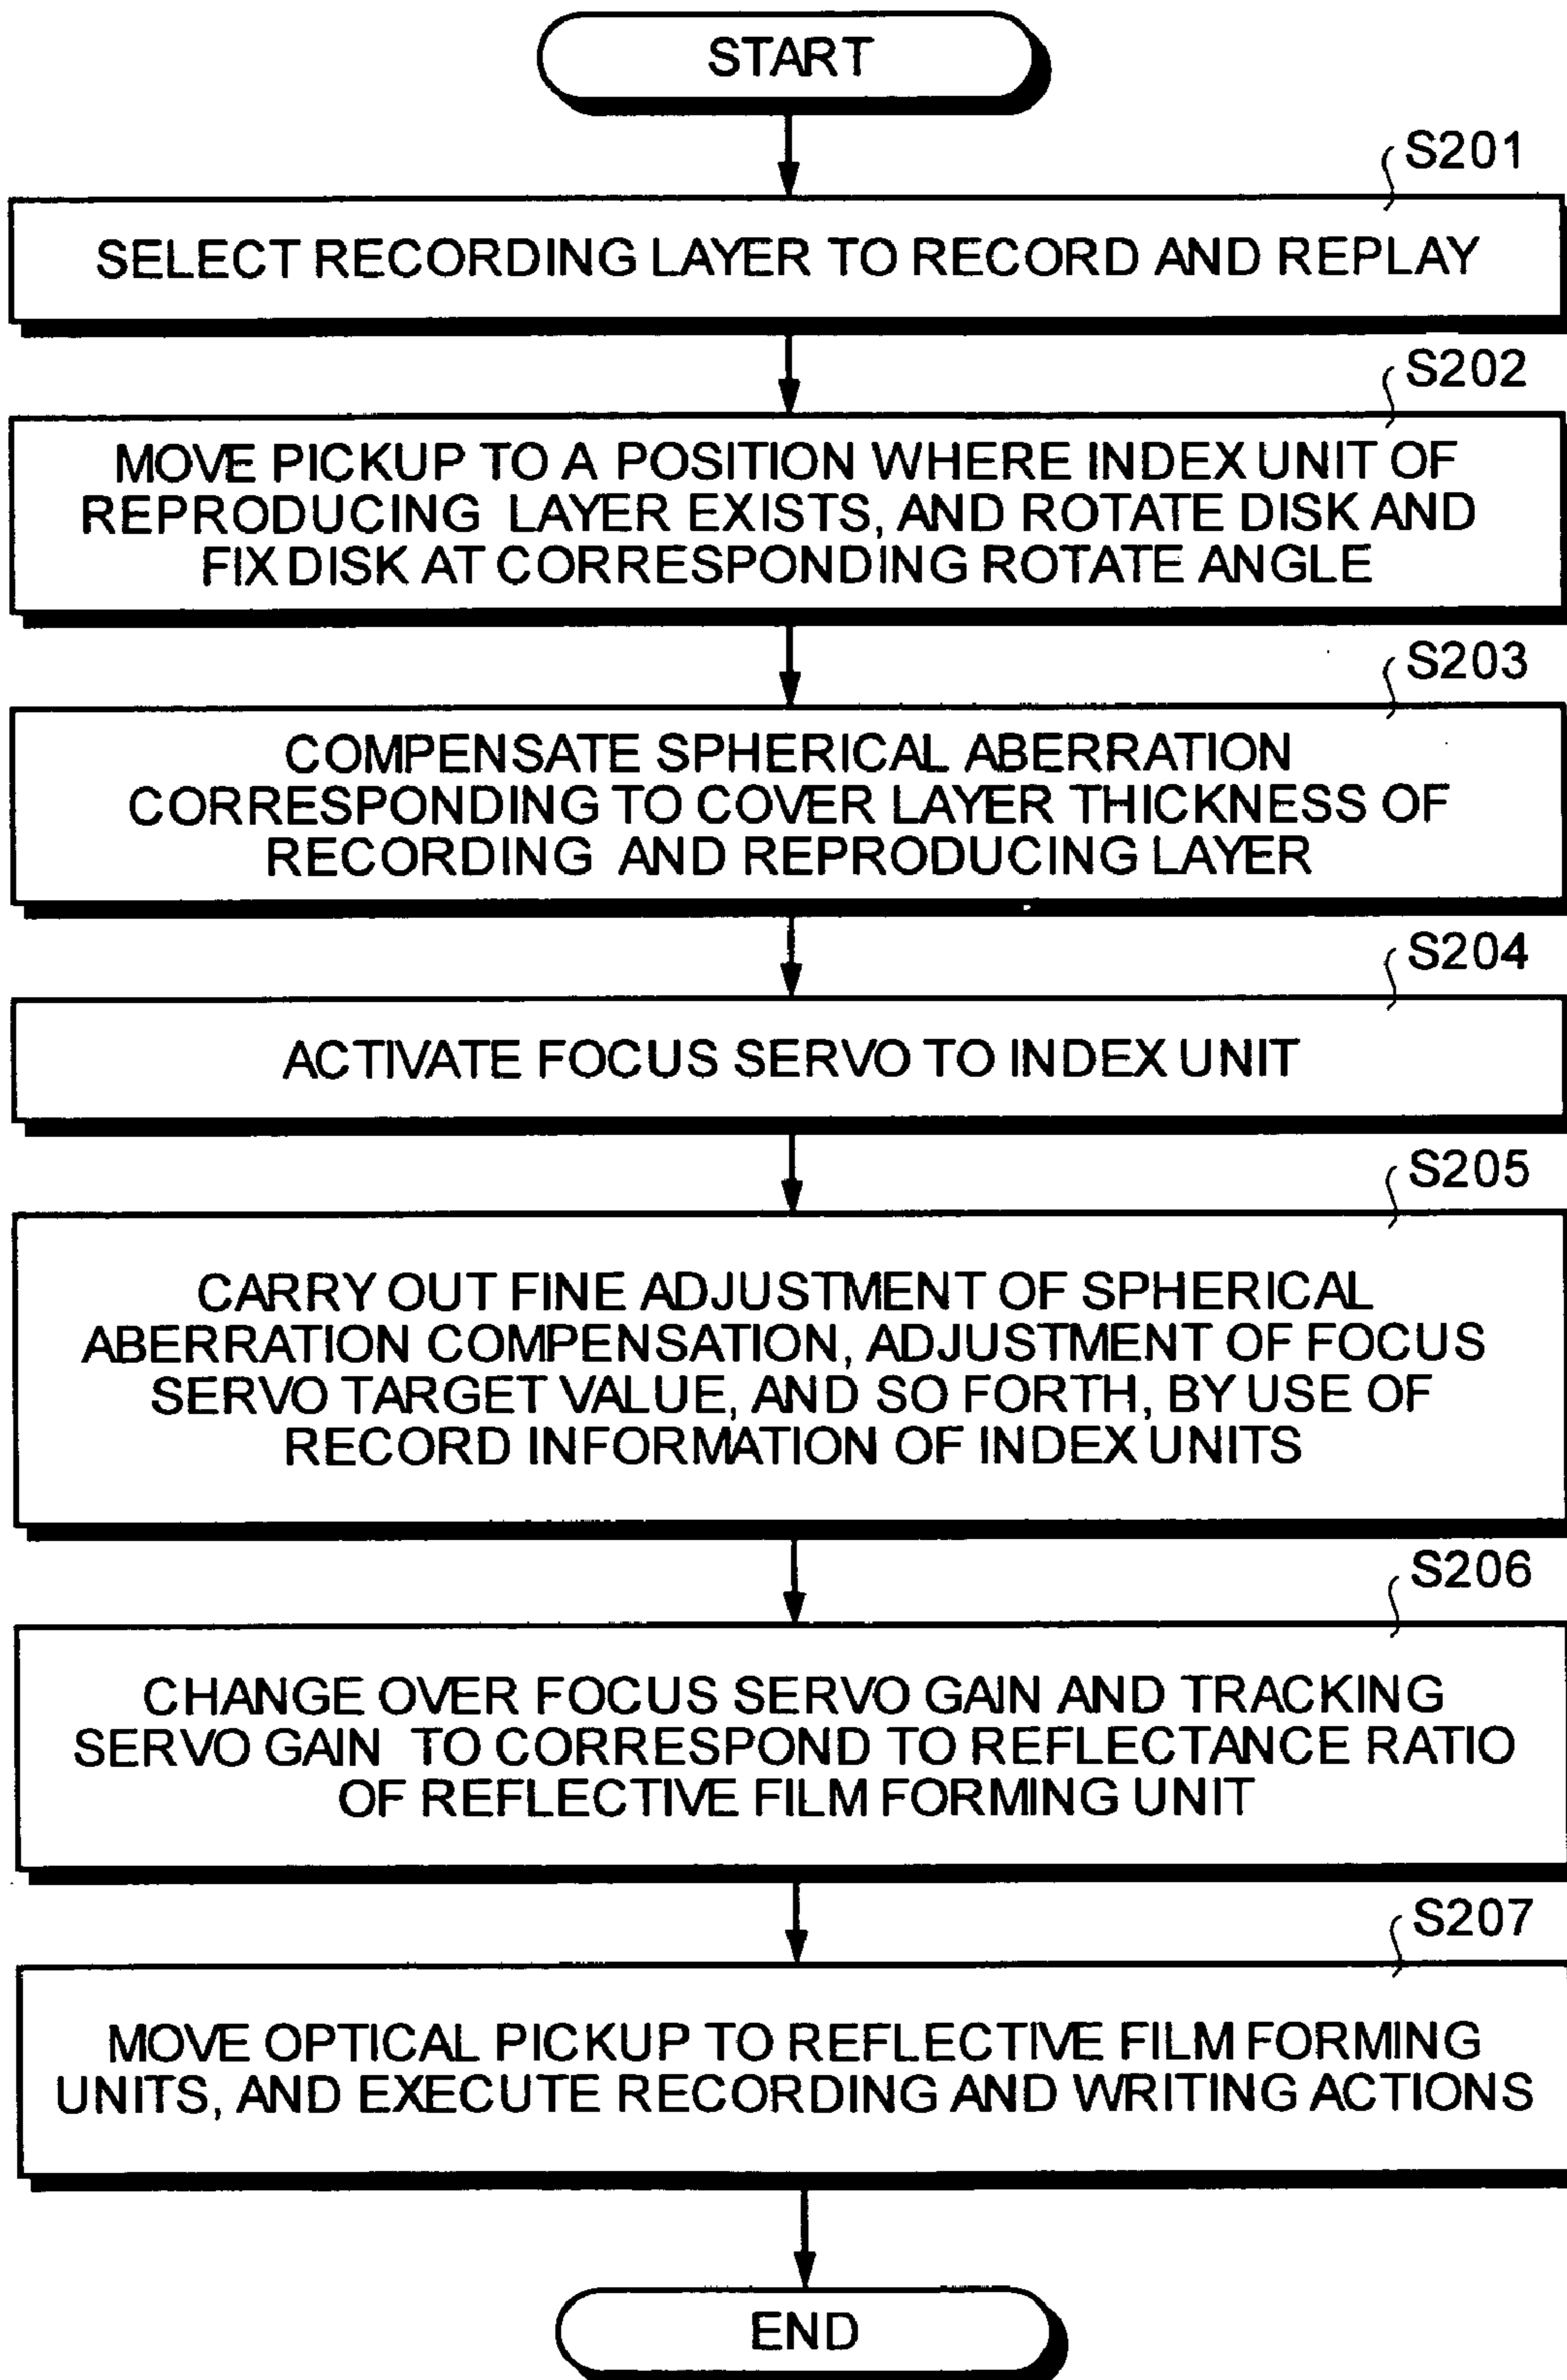 START
S201
SELECT RECORDING LAYER TO RECORD AND REPLAY
S202
MOVE PICKUP TO A POSITION WHERE INDEX UNIT OF
REPRODUCING LAYER EXISTS, AND ROTATE DISK AND
FIX DISK AT CORRESPONDING ROTATE ANGLE
S203
COMPENSATE SPHERICAL ABERRATION
CORRESPONDING TO COVER LAYER THICKNESS OF
RECORDING AND REPRODUCING LAYER
S204
ACTIVATE FOCUS SERVO TO INDEX UNIT
S205
CARRY OUT FINE ADJUSTMENT OF SPHERICAL
ABERRATION COMPENSATION, ADJUSTMENT OF FOCUS
SERVO TARGET VALUE, AND SO FORTH, BY USE OF
RECORD INFORMATION OF INDEX UNITS
S206
CHANGE OVER FOCUS SERVO GAIN AND TRACKING
SERVO GAIN TO CORRESPOND TO REFLECTANCE RATIO
OF REFLECTIVE FILM FORMING UNIT
S207
MOVE OPTICAL PICKUP TO REFLECTIVE FILM FORMING
UNITS, AND EXECUTE RECORDING AND WRITING ACTIONS
END